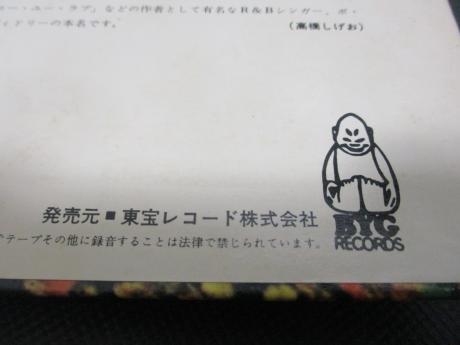 ー・ユー・ラブ」などの作者として有名なR&Bシンガー、ボ・
ィドリーの本名です。
(高橋しげお)
発売元■東宝レコード株式会社
テープその他に録音することは法律で禁じられています。
BYG
RECORDS